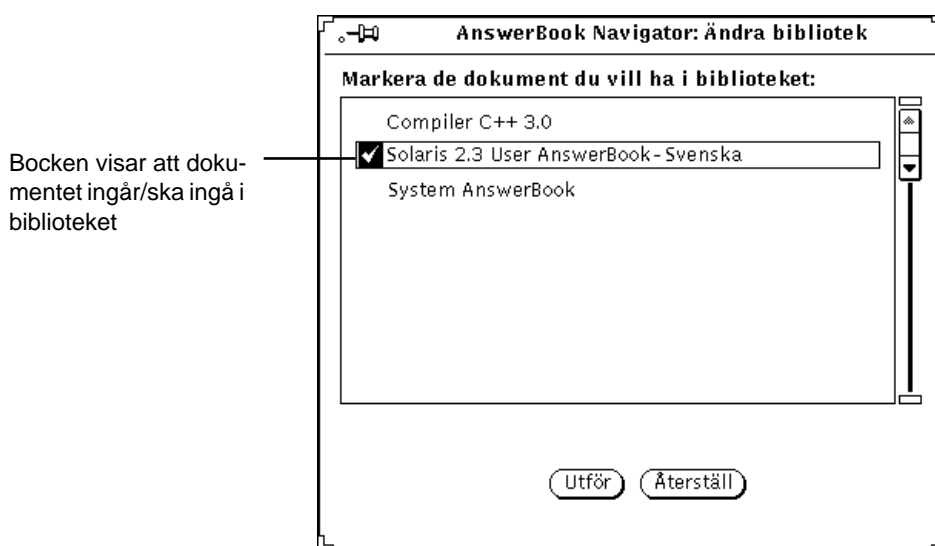 AnswerBook Navigator: Ändra bibliotek
Markera de dokument du vill ha i biblioteket:
Compiler C++ 3.0
Solaris 2.3 User AnswerBook-Svenska
System AnswerBook
Bocken visar att doku-
mentet ingår/ska ingå i
biblioteket
Utför Återställ